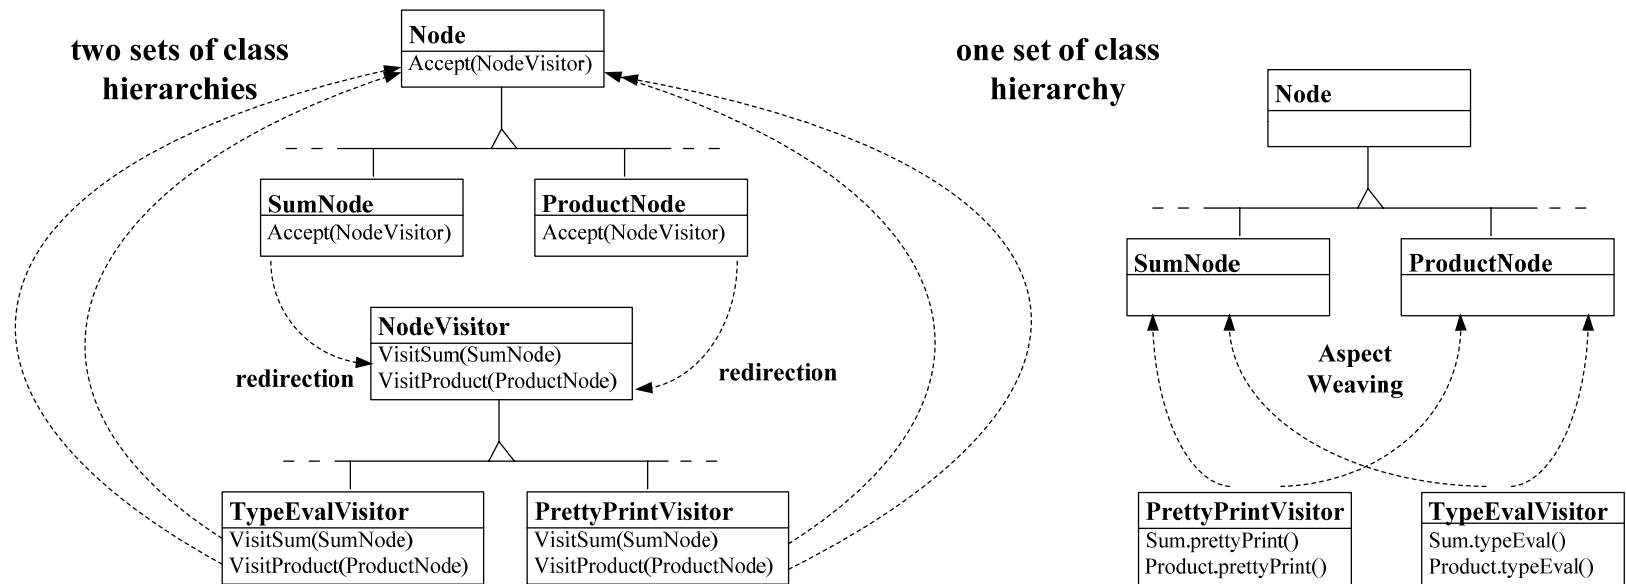 two sets of class
hierarchies
Node
Accept(NodeVisitor)
SumNode
Accept(NodeVisitor)
ProductNode
Accept(NodeVisitor)
redirection
NodeVisitor
VisitSum(SumNode)
VisitProduct(ProductNode)
redirection
TypeEvalVisitor
VisitSum(SumNode)
VisitProduct(ProductNode)
PrettyPrintVisitor
VisitSum(SumNode)
VisitProduct(ProductNode)
one set of class
hierarchy
Node
SumNode
ProductNode
Aspect
Weaving
PrettyPrintVisitor
Sum.prettyPrint()
Product.prettyPrint()
TypeEvalVisitor
Sum.typeEval()
Product.typeEval()